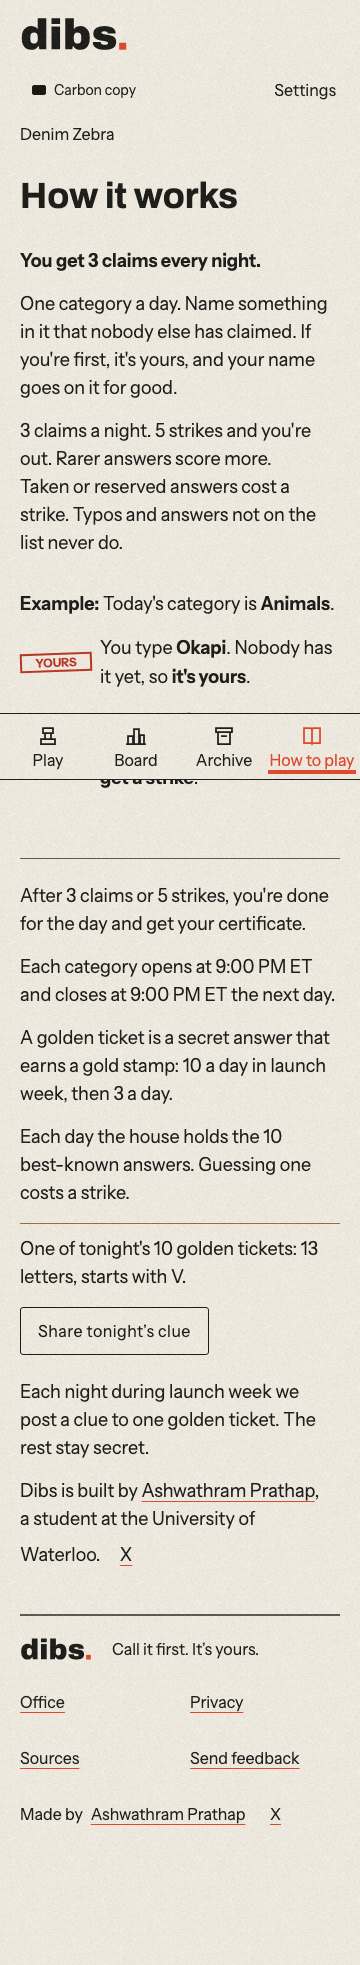 dibs.
Carbon copy
Settings
Denim Zebra
How it works
You get 3 claims every night.
One category a day. Name something
in it that nobody else has claimed. If
you're first, it's yours, and your name
goes on it for good.
3 claims a night. 5 strikes and you're
out. Rarer answers score more.
Taken or reserved answers cost a
strike. Typos and answers not on the
list never do.
Example: Today's category is Animals.
YOURS
You type Okapi. Nobody has
it yet, so it's yours.
Play
Board
Archive
How to play
get a strike.
After 3 claims or 5 strikes, you're done
for the day and get your certificate.
Each category opens at 9:00 PM ET
and closes at 9:00 PM ET the next day.
A golden ticket is a secret answer that
earns a gold stamp: 10 a day in launch
week, then 3 a day.
Each day the house holds the 10
best-known answers. Guessing one
costs a strike.
One of tonight's 10 golden tickets: 13
letters, starts with V.
Share tonight's clue
Each night during launch week we
post a clue to one golden ticket. The
rest stay secret.
Dibs is built by Ashwathram Prathap,
a student at the University of
Waterloo. X
dibs. Call it first. It's yours.
Office Privacy
Sources Send feedback
Made by Ashwathram Prathap X